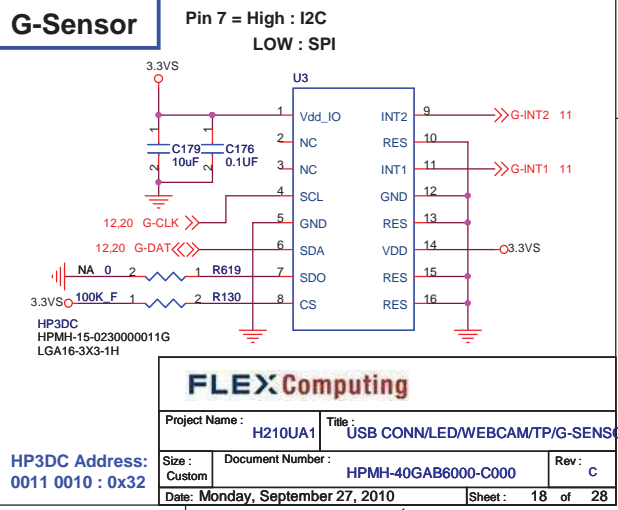 G-Sensor
Pin 7 = High : I2C
LOW : SPI
3.3VS
U3
1 Vdd_IO INT2 9 G-INT2 11
2 NC RES 10
3 NC INT1 11 G-INT1 11
4 SCL GND 12
5 GND RES 13
6 SDA VDD 14 3.3VS
7 SDO RES 15
8 CS RES 16
1 2 C179 10uF
1 2 C176 0.1UF
12,20 G-CLK
12,20 G-DAT
NA 0 2 1 R619
3.3VS 100K_F 1 2 R130
HP3DC
HPMH-15-0230000011G
LGA16-3X3-1H
FLEX Computing
Project Name : H210UA1
Title : USB CONN/LED/WEBCAM/TP/G-SENSO
HP3DC Address:
0011 0010 : 0x32
Size : Custom
Document Number : HPMH-40GAB6000-C000
Rev : C
Date: Monday, September 27, 2010
Sheet : 18 of 28